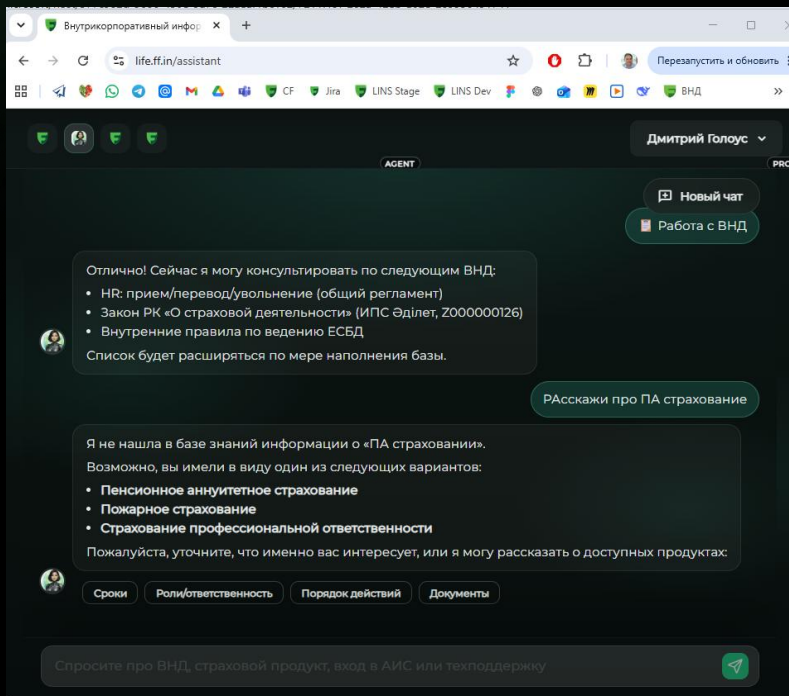 Внутрикорпоративный инфор
life.ff.in/assistant
Перезапустить и обновить
CF
Jira
LINS Stage
LINS Dev
ВНД
Дмитрий Голоус
AGENT
PRO
Новый чат
Работа с ВНД
Отлично! Сейчас я могу консультировать по следующим ВНД:
• HR: прием/перевод/увольнение (общий регламент)
• Закон РК «О страховой деятельности» (ИПС Әділет, Z000000126)
• Внутренние правила по ведению ЕСБД
Список будет расширяться по мере наполнения базы.
РАсскажи про ПА страхование
Я не нашла в базе знаний информации о «ПА страховании».
Возможно, вы имели в виду один из следующих вариантов:
• Пенсионное аннуитетное страхование
• Пожарное страхование
• Страхование профессиональной ответственности
Пожалуйста, уточните, что именно вас интересует, или я могу рассказать о доступных продуктах:
Сроки
Роли/ответственность
Порядок действий
Документы
Спросите про ВНД, страховой продукт, вход в АИС или техподдержку